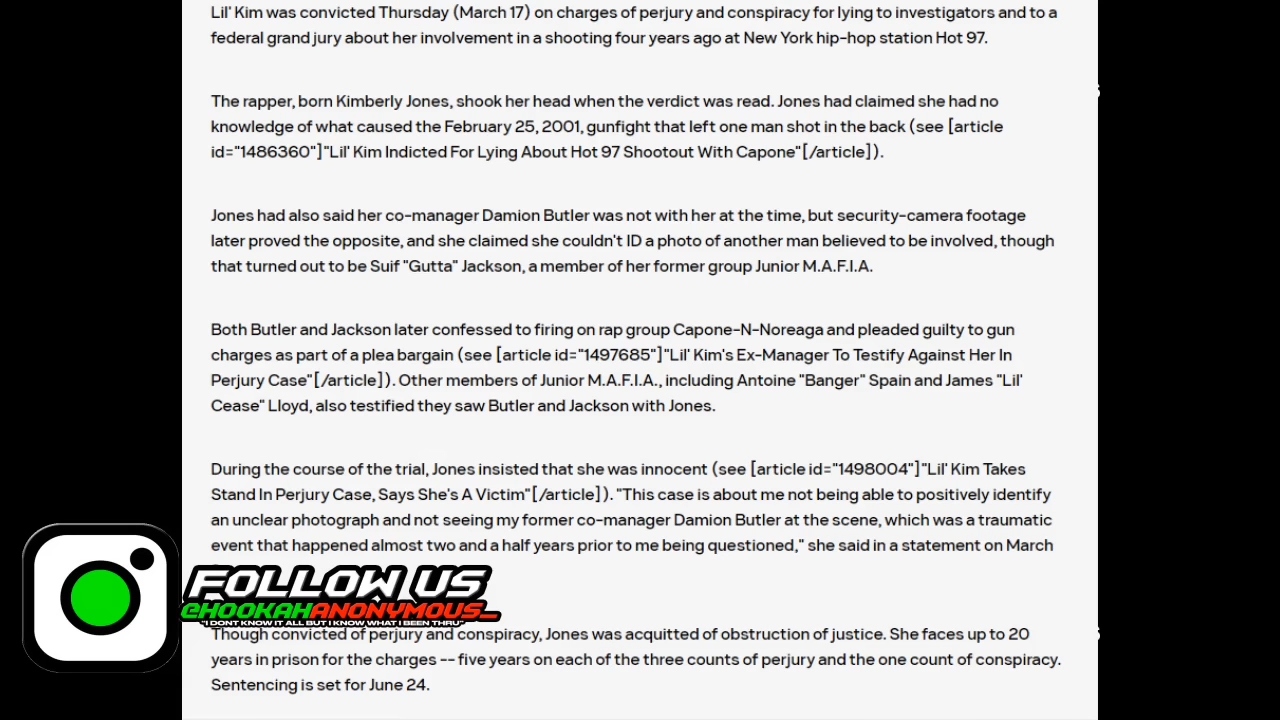 Lil' Kim was convicted Thursday (March 17) on charges of perjury and conspiracy for lying to investigators and to a
federal grand jury about her involvement in a shooting four years ago at New York hip-hop station Hot 97.
The rapper, born Kimberly Jones, shook her head when the verdict was read. Jones had claimed she had no
knowledge of what caused the February 25, 2001, gunfight that left one man shot in the back (see [article
id="1486360"]"Lil' Kim Indicted For Lying About Hot 97 Shootout With Capone"[/article]).
Jones had also said her co-manager Damion Butler was not with her at the time, but security-camera footage
later proved the opposite, and she claimed she couldn't ID a photo of another man believed to be involved, though
that turned out to be Suif "Gutta" Jackson, a member of her former group Junior M.A.F.I.A.
Both Butler and Jackson later confessed to firing on rap group Capone-N-Noreaga and pleaded guilty to gun
charges as part of a plea bargain (see [article id="1497685"]"Lil' Kim's Ex-Manager To Testify Against Her In
Perjury Case"[/article]). Other members of Junior M.A.F.I.A., including Antoine "Banger" Spain and James "Lil'
Cease" Lloyd, also testified they saw Butler and Jackson with Jones.
During the course of the trial, Jones insisted that she was innocent (see [article id="1498004"]"Lil' Kim Takes
Stand In Perjury Case, Says She's A Victim"[/article]). "This case is about me not being able to positively identify
an unclear photograph and not seeing my former co-manager Damion Butler at the scene, which was a traumatic
event that happened almost two and a half years prior to me being questioned," she said in a statement on March
FOLLOW US
@HOOKAHANONYMOUS_
"I DONT KNOW IT ALL BUT I KNOW WHAT I BEEN THRU"
Though convicted of perjury and conspiracy, Jones was acquitted of obstruction of justice. She faces up to 20
years in prison for the charges -- five years on each of the three counts of perjury and the one count of conspiracy.
Sentencing is set for June 24.